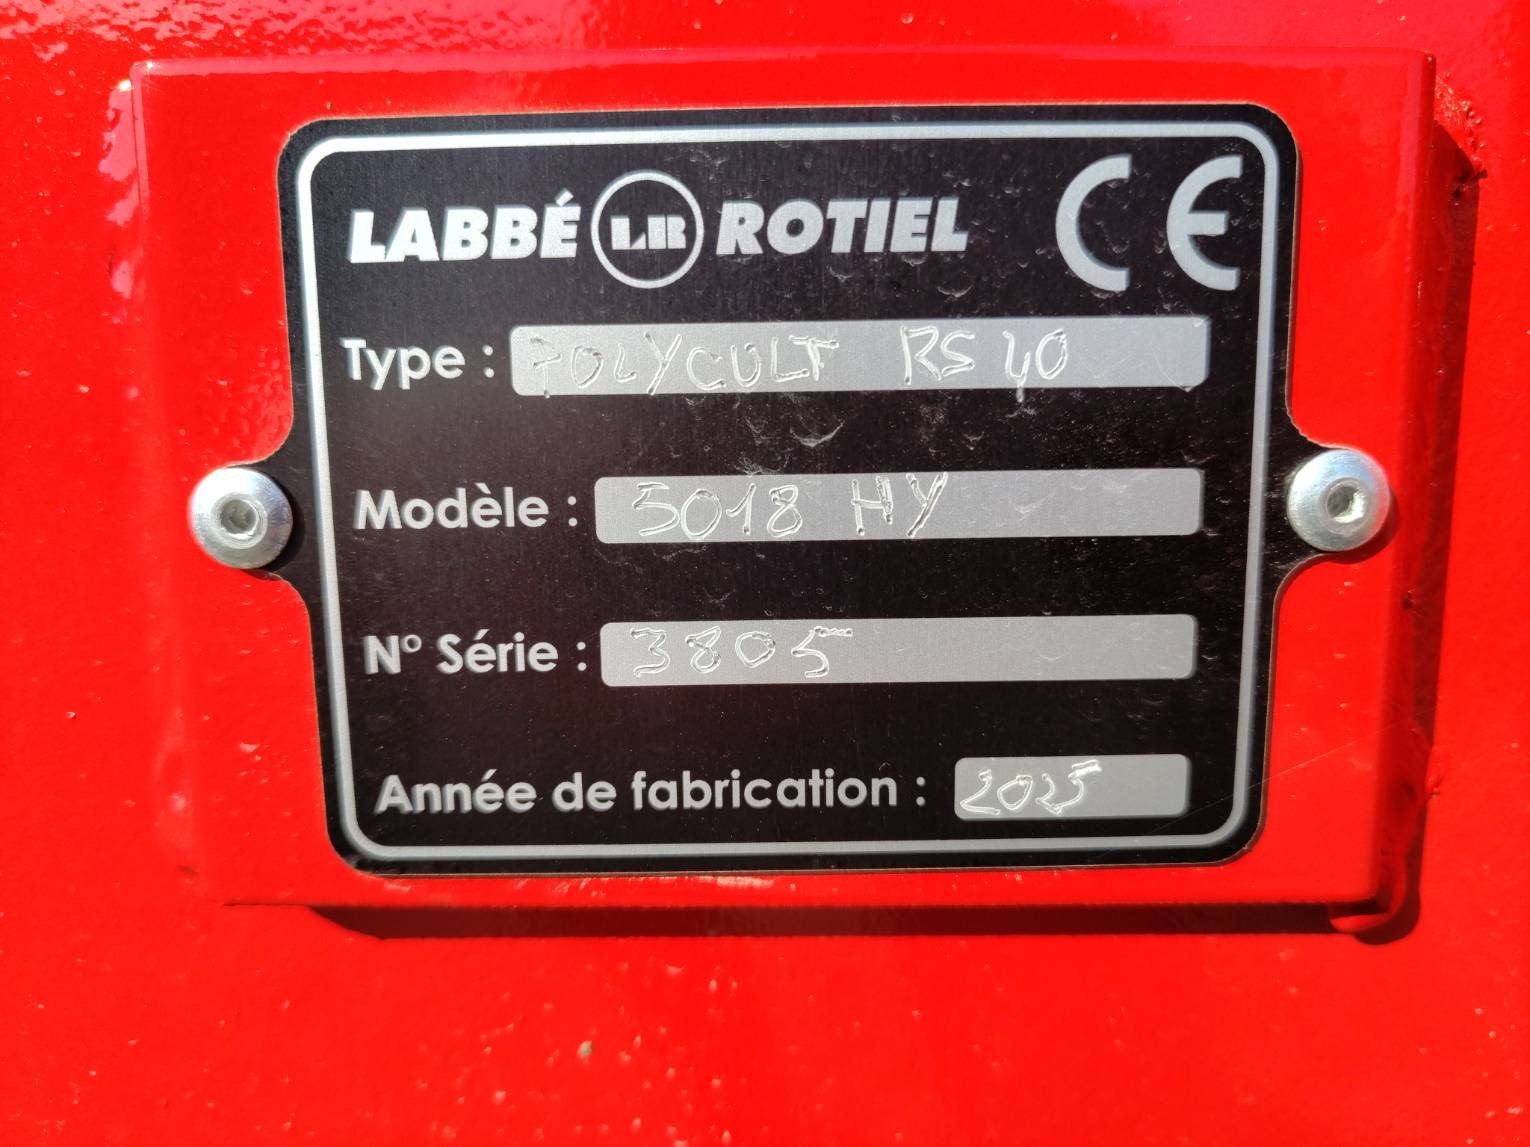 LABBÉ LR ROTIEL CE
Type : POLYCULT RS 40
Modèle : 5018 HY
N° Série : 3805
Année de fabrication : 2025